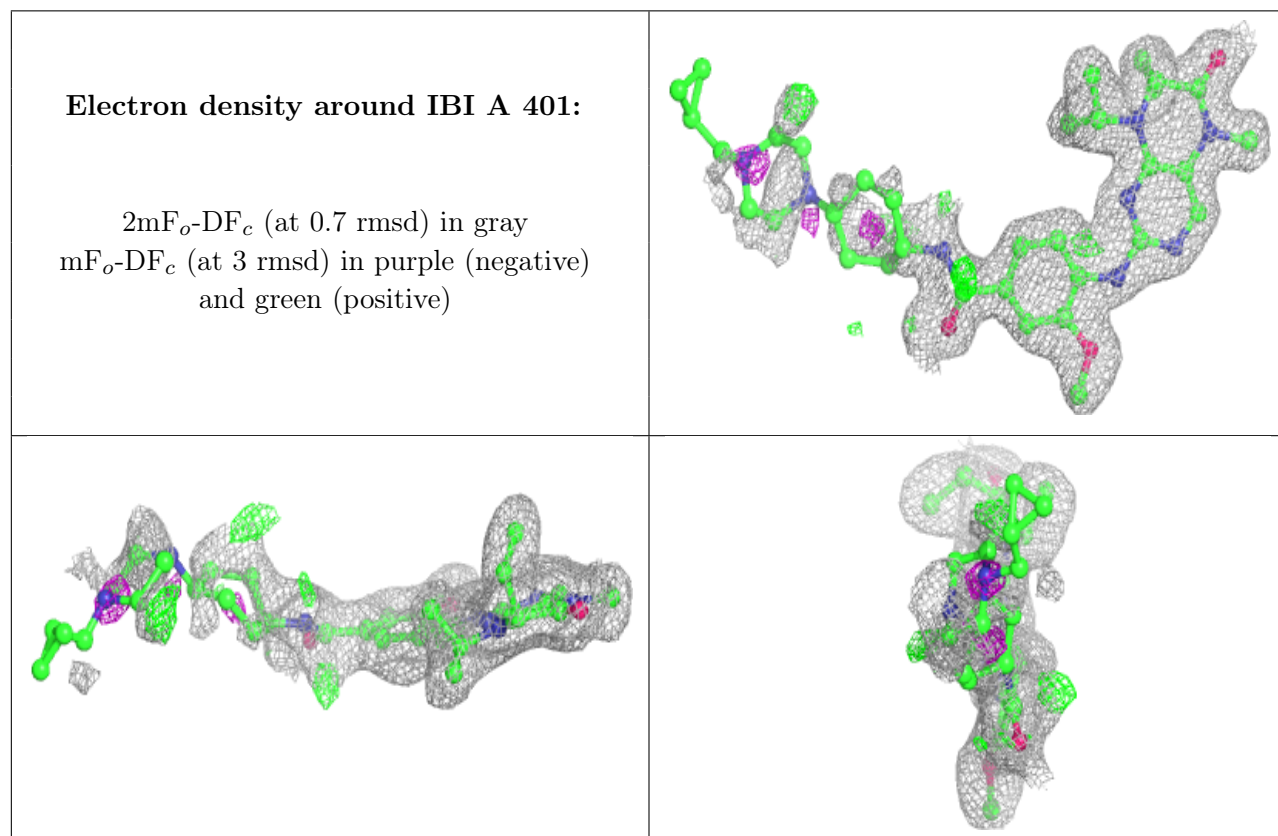 Electron density around IBI A 401:
2mFo-DFc (at 0.7 rmsd) in gray
mFo-DFc (at 3 rmsd) in purple (negative)
and green (positive)